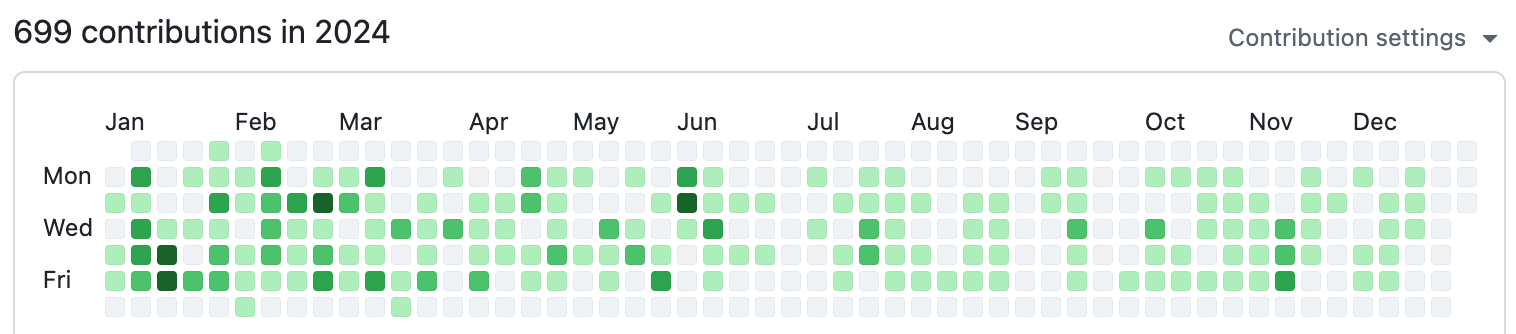 699 contributions in 2024
Contribution settings
Jan Feb Mar Apr May Jun Jul Aug Sep Oct Nov Dec
Mon
Wed
Fri